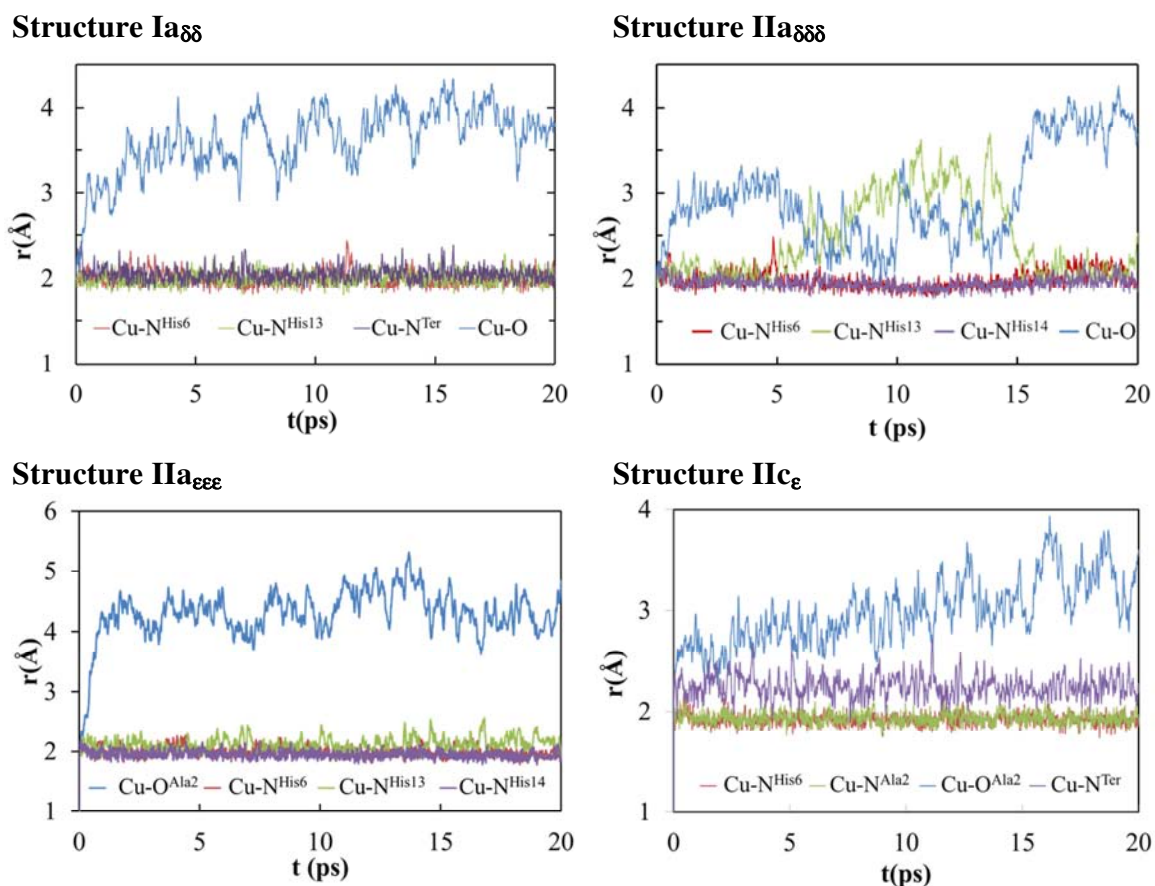 Structure Iaδδ
4
3
2
1
r(Å)
Cu-NHis6 Cu-NHis13 Cu-NTer Cu-O
0 5 10 15 20
t(ps)
Structure IIaδδδ
4
3
2
1
r(Å)
Cu-NHis6 Cu-NHis13 Cu-NHis14 Cu-O
0 5 10 15 20
t (ps)
Structure IIaεεε
6
5
4
3
2
1
r(Å)
Cu-OAla2 Cu-NHis6 Cu-NHis13 Cu-NHis14
0 5 10 15 20
t (ps)
Structure IIcε
4
3
2
1
r(Å)
Cu-NHis6 Cu-NAla2 Cu-OAla2 Cu-NTer
0 5 10 15 20
t(ps)